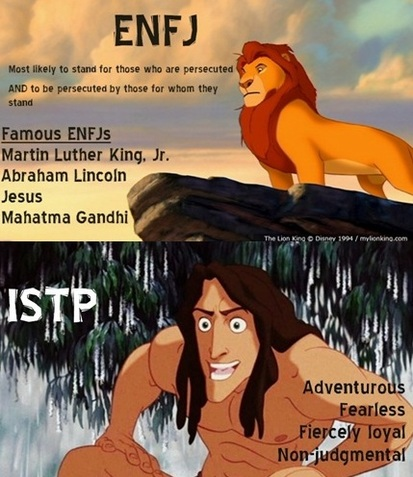 ENFJ
Most likely to stand for those who are persecuted
AND to be persecuted by those for whom they
stand
Famous ENFJs
Martin Luther King, Jr.
Abraham Lincoln
Jesus
Mahatma Gandhi
The Lion King © Disney 1994 / mylionking.com
ISTP
Adventurous
Fearless
Fiercely loyal
Non-judgmental